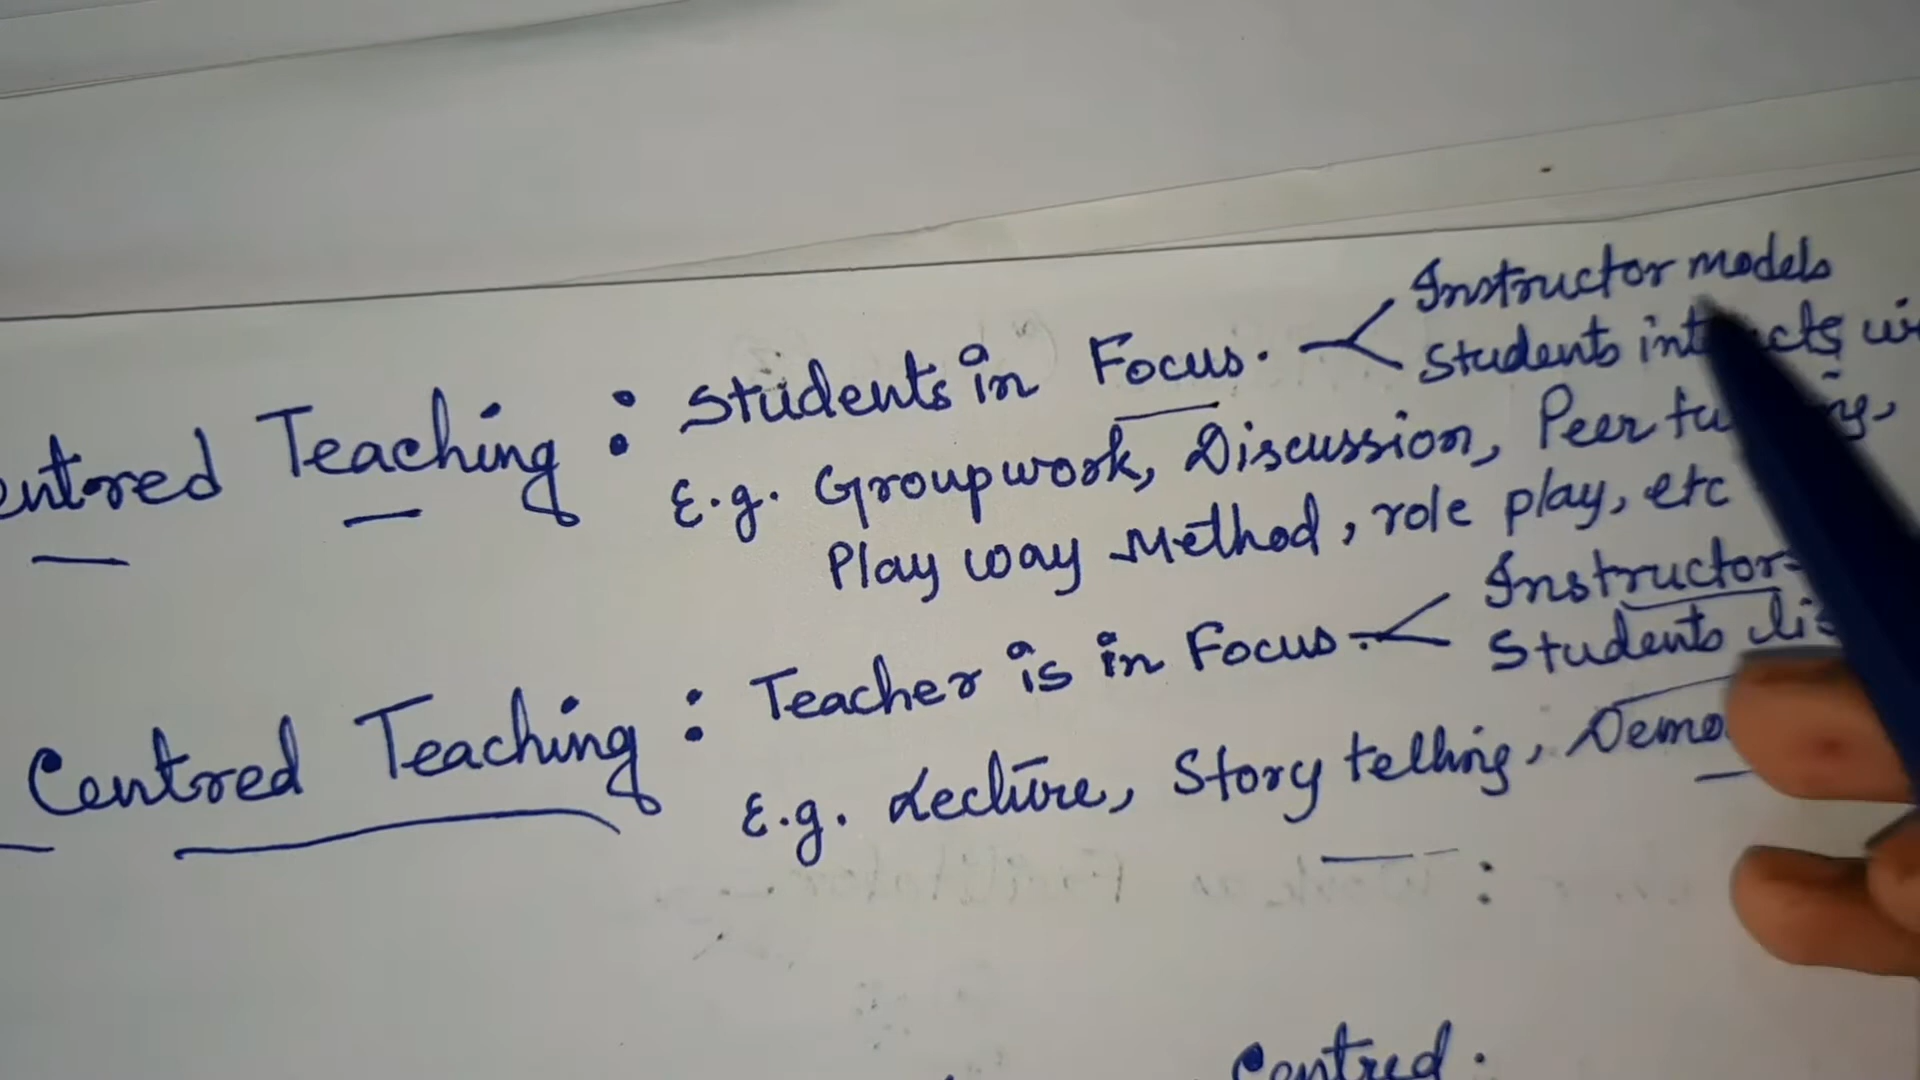 Instructor models
entred Teaching : Students in Focus.
Students
E.g. Groupwork, Discussion, Peer
Play way Method, role play, etc
Instructor
Centred Teaching : Teacher is in Focus.
Students
E.g. Lecture, Story telling, Demo
:
Centred.